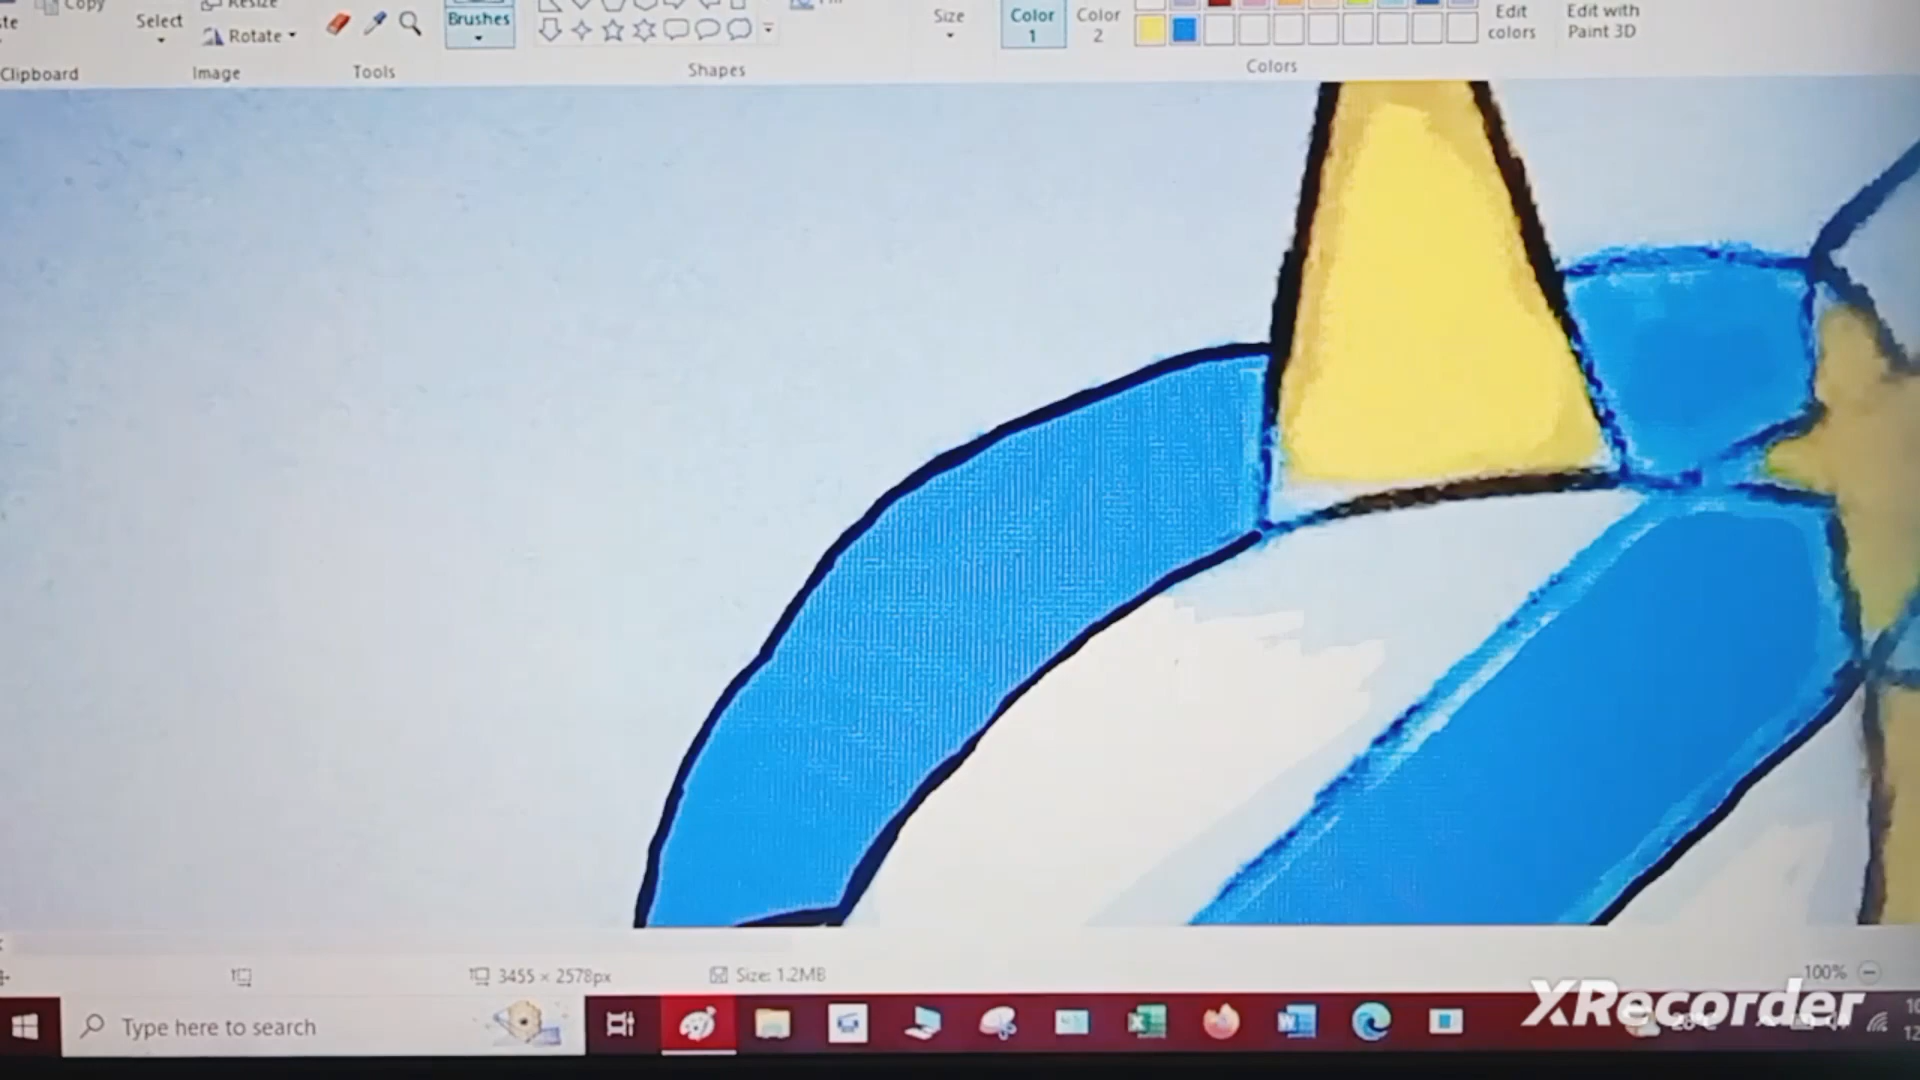 Copy
Resize
Select
Rotate
Brushes
Size
Color
1
Color
2
Edit
colors
Edit with
Paint 3D
Clipboard
Image
Tools
Shapes
Colors
3455 × 2578px
Size: 1.2MB
100%
Type here to search
XRecorder